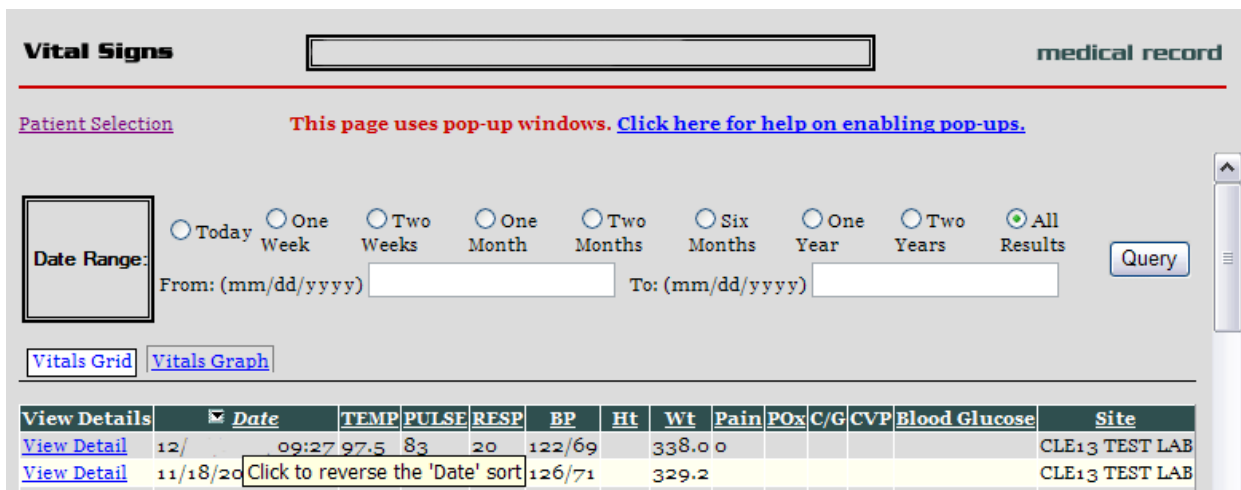 Vital Signs medical record
Patient Selection This page uses pop-up windows. Click here for help on enabling pop-ups.
Date Range: Today One Week Two Weeks One Month Two Months Six Months One Year Two Years All Results
From: (mm/dd/yyyy) To: (mm/dd/yyyy) Query
Vitals Grid Vitals Graph
View Details Date TEMP PULSE RESP BP Ht Wt Pain POx C/G CVP Blood Glucose Site
View Detail 12/ 09:27 97.5 83 20 122/69 338.0 0 CLE13 TEST LAB
View Detail 11/18/20 Click to reverse the 'Date' sort 126/71 329.2 CLE13 TEST LAB